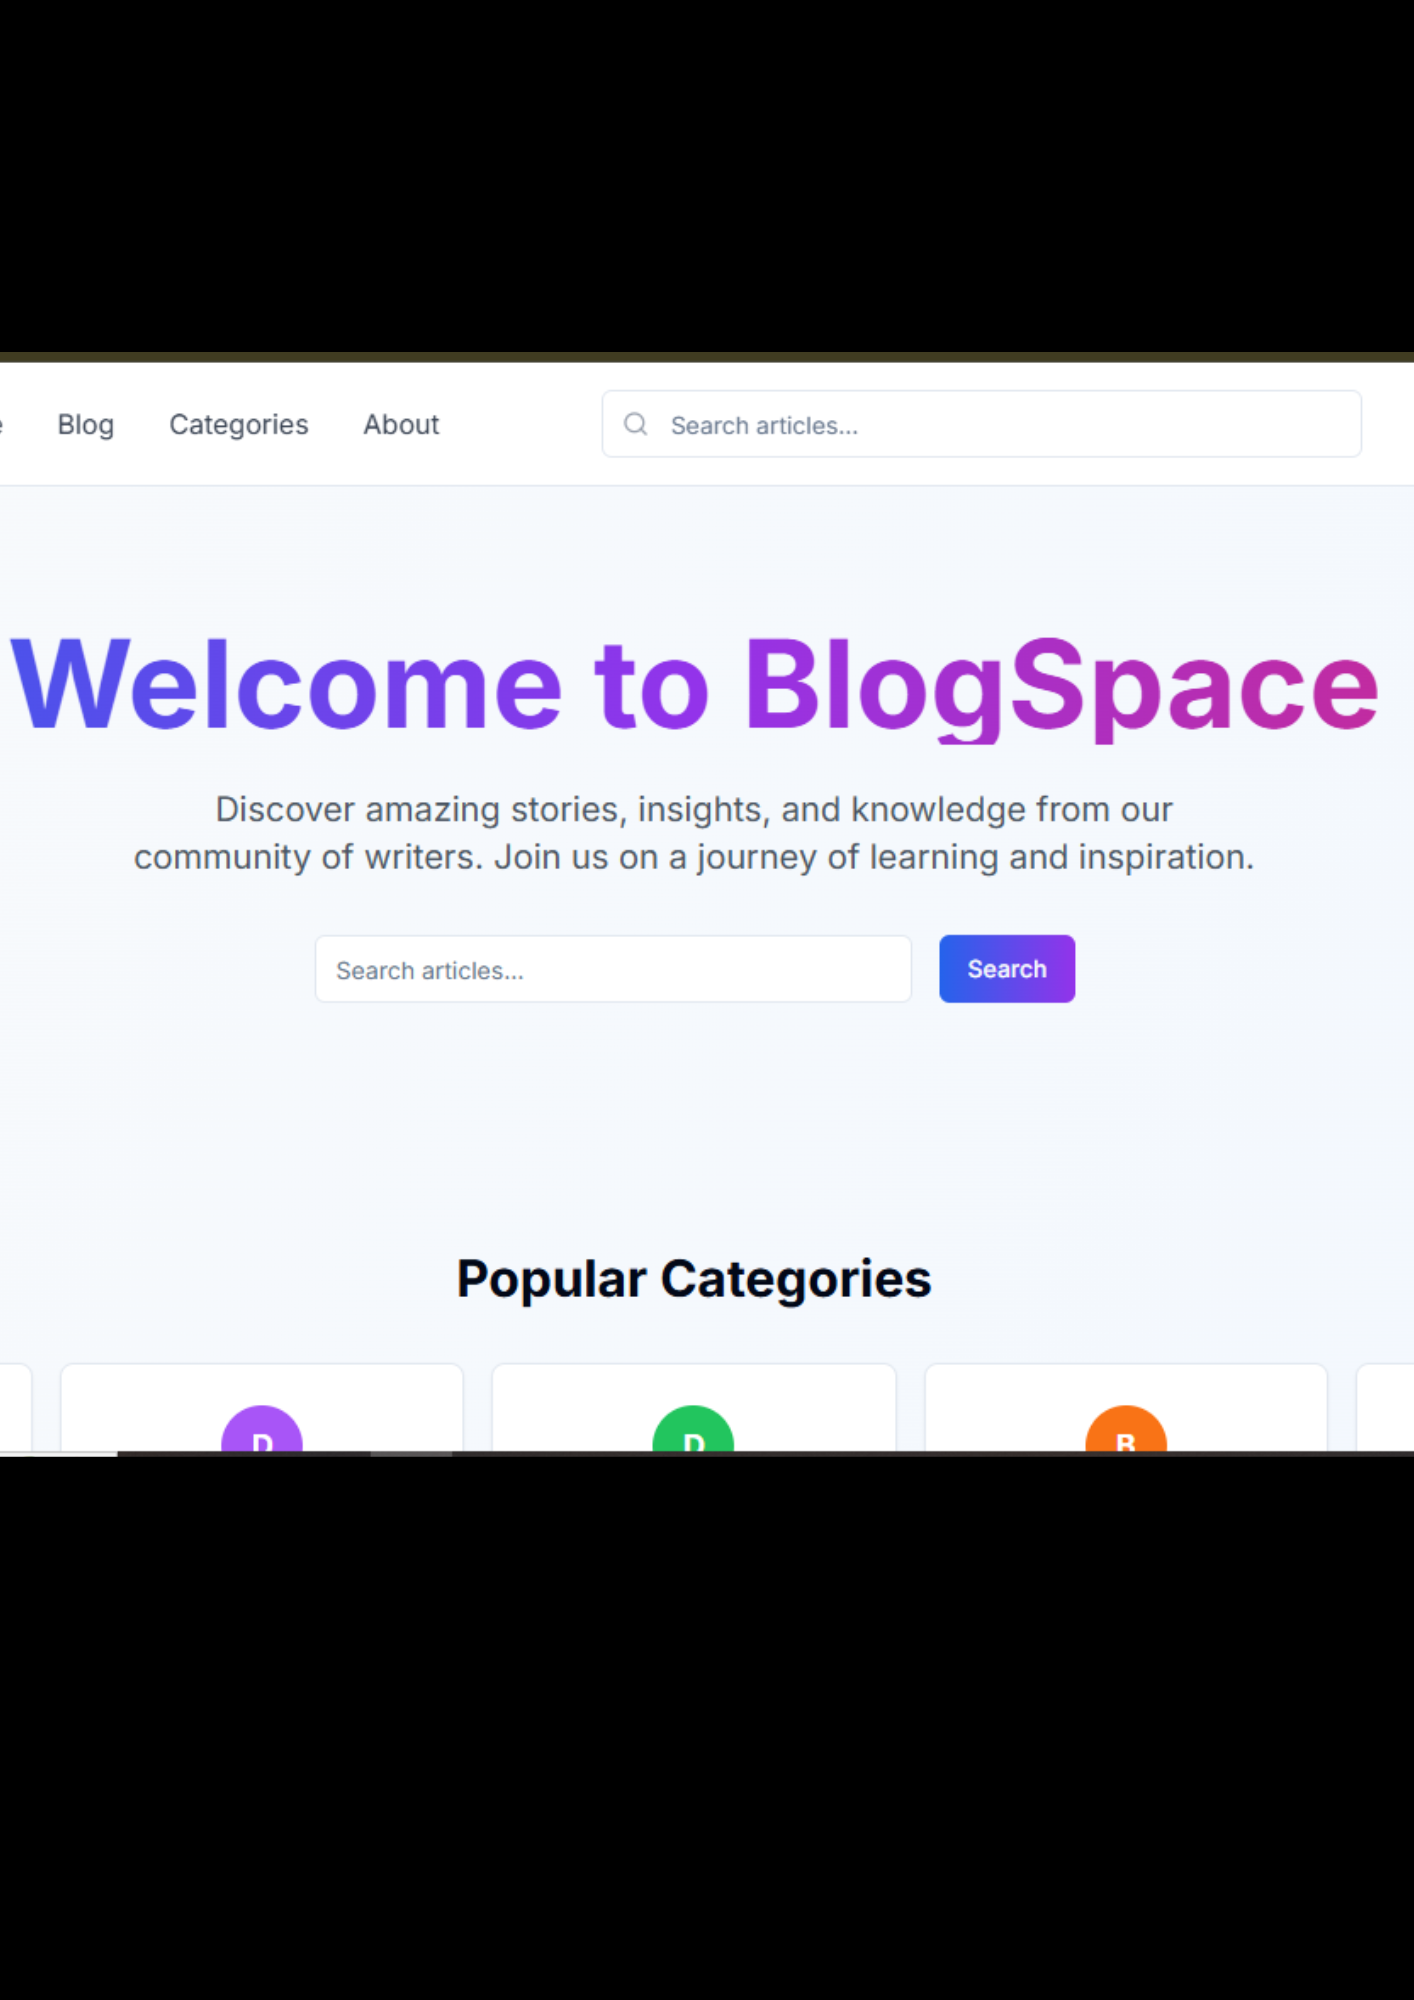 Blog Categories About Search articles...
Welcome to BlogSpace
Discover amazing stories, insights, and knowledge from our
community of writers. Join us on a journey of learning and inspiration.
Search articles... Search
Popular Categories
D D B